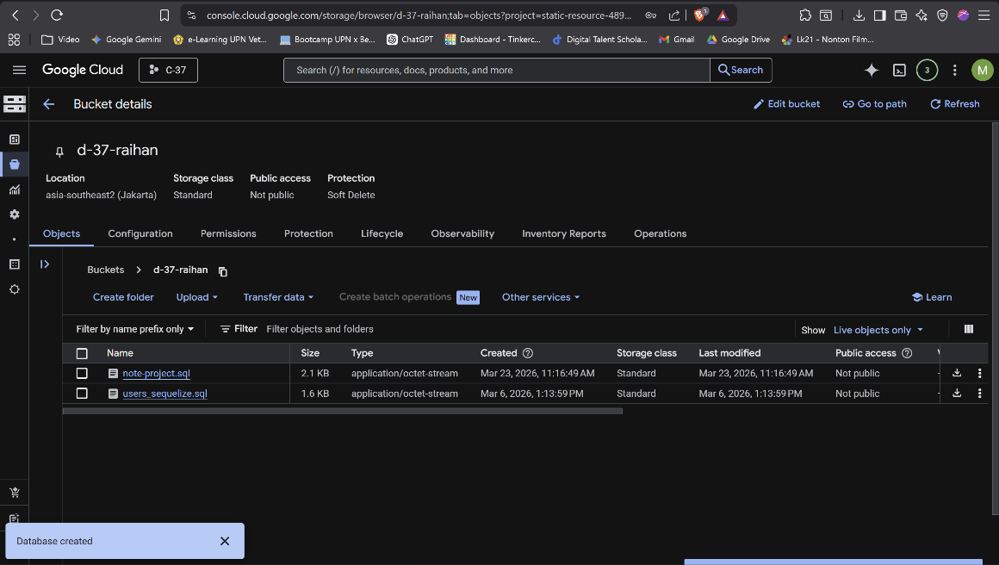 console.cloud.google.com/storage/browser/d-37-raihan;tab=objects?project=static-resource-489...
Video Google Gemini e-Learning UPN Vet... Bootcamp UPN x Be... ChatGPT Dashboard - Tinkerc... Digital Talent Schola... Gmail Google Drive Lk21 - Nonton Film...
Google Cloud C-37 Search (/) for resources, docs, products, and more Search 3 M
Bucket details Edit bucket Go to path Refresh
d-37-raihan
Location Storage class Public access Protection
asia-southeast2 (Jakarta) Standard Not public Soft Delete
Objects Configuration Permissions Protection Lifecycle Observability Inventory Reports Operations
Buckets > d-37-raihan
Create folder Upload Transfer data Create batch operations New Other services Learn
Filter by name prefix only Filter Filter objects and folders Show Live objects only
Name Size Type Created Storage class Last modified Public access
note-project.sql 2.1 KB application/octet-stream Mar 23, 2026, 11:16:49 AM Standard Mar 23, 2026, 11:16:49 AM Not public -
users_sequelize.sql 1.6 KB application/octet-stream Mar 6, 2026, 1:13:59 PM Standard Mar 6, 2026, 1:13:59 PM Not public -
Database created